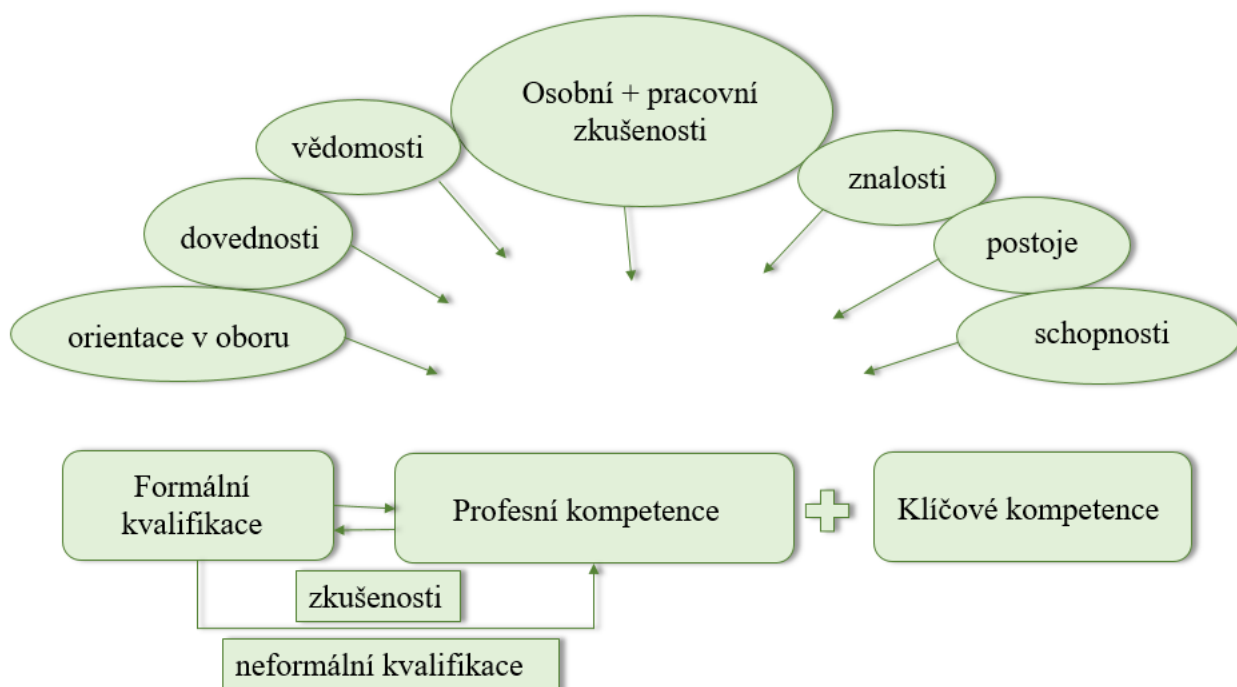 Osobní + pracovní
zkušenosti
vědomosti
znalosti
dovednosti
postoje
orientace v oboru
schopnosti
Formální
kvalifikace
Profesní kompetence
Klíčové kompetence
zkušenosti
neformální kvalifikace